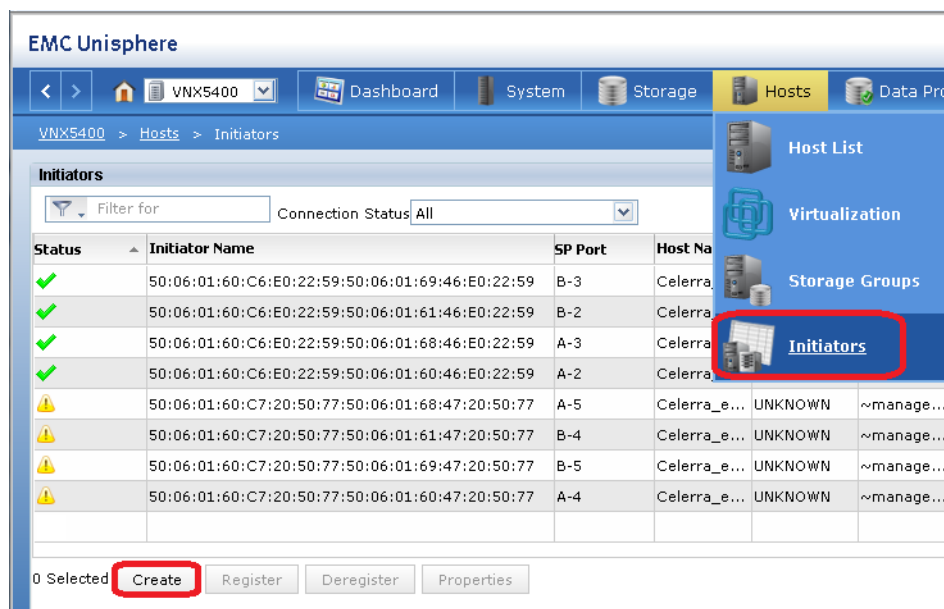 EMC Unisphere
VNX5400 Dashboard System Storage Hosts Data Pro
VNX5400 > Hosts > Initiators
Host List
Virtualization
Storage Groups
Initiators
Initiators
Filter for Connection Status All
Status Initiator Name SP Port Host Na
50:06:01:60:C6:E0:22:59:50:06:01:69:46:E0:22:59 B-3 Celerra
50:06:01:60:C6:E0:22:59:50:06:01:61:46:E0:22:59 B-2 Celerra
50:06:01:60:C6:E0:22:59:50:06:01:68:46:E0:22:59 A-3 Celerra
50:06:01:60:C6:E0:22:59:50:06:01:60:46:E0:22:59 A-2 Celerra
50:06:01:60:C7:20:50:77:50:06:01:68:47:20:50:77 A-5 Celerra_e... UNKNOWN ~manage...
50:06:01:60:C7:20:50:77:50:06:01:61:47:20:50:77 B-4 Celerra_e... UNKNOWN ~manage...
50:06:01:60:C7:20:50:77:50:06:01:69:47:20:50:77 B-5 Celerra_e... UNKNOWN ~manage...
50:06:01:60:C7:20:50:77:50:06:01:60:47:20:50:77 A-4 Celerra_e... UNKNOWN ~manage...
0 Selected Create Register Deregister Properties